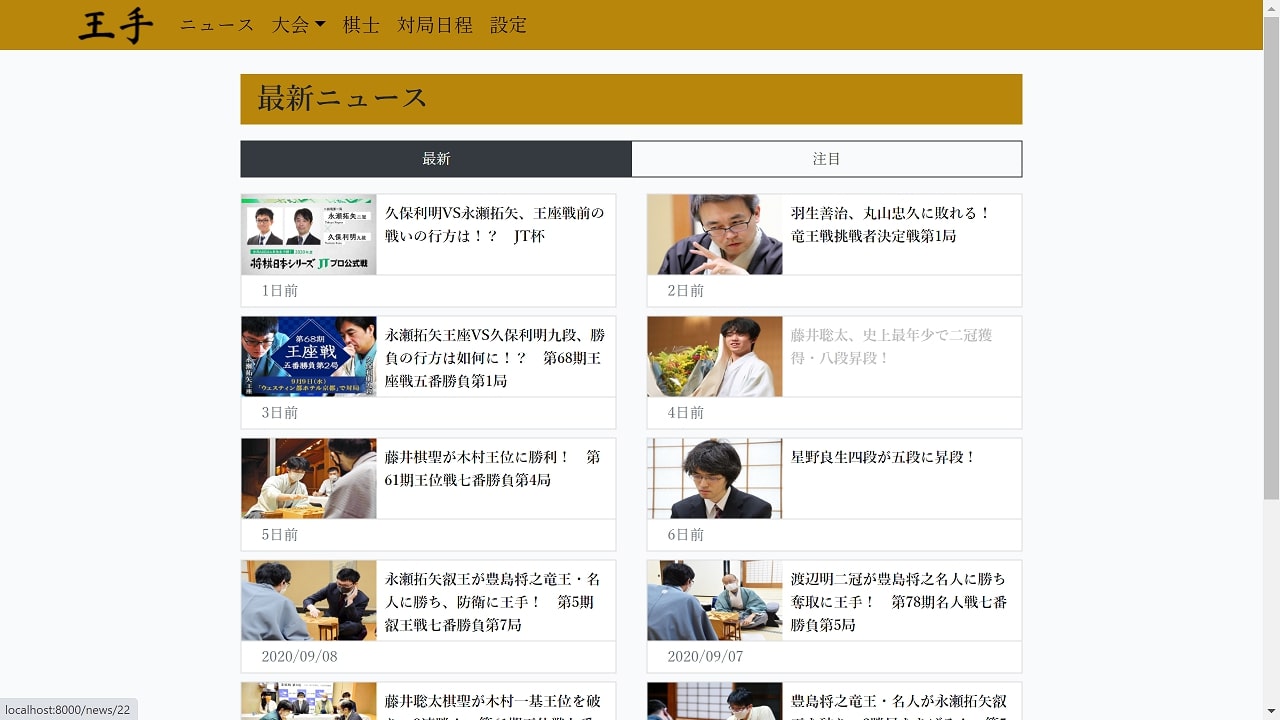 王手 ニュース 大会 棋士 対局日程 設定
最新ニュース
最新 注目
永瀬拓矢二冠
久保利明九段
将棋日本シリーズ JTプロ公式戦
久保利明VS永瀬拓矢、王座戦前の
戦いの行方は！？　JT杯
1日前
羽生善治、丸山忠久に敗れる！
竜王戦挑戦者決定戦第1局
2日前
第68期
王座戦
五番勝負第2局
9月9日(水)
「ウェスティン都ホテル京都」で対局
永瀬拓矢王座
永瀬拓矢王座VS久保利明九段、勝
負の行方は如何に！？　第68期王
座戦五番勝負第1局
3日前
藤井聡太、史上最年少で二冠獲
得・八段昇段！
4日前
藤井棋聖が木村王位に勝利！　第
61期王位戦七番勝負第4局
5日前
星野良生四段が五段に昇段！
6日前
永瀬拓矢叡王が豊島将之竜王・名
人に勝ち、防衛に王手！　第5期
叡王戦七番勝負第7局
2020/09/08
渡辺明二冠が豊島将之名人に勝ち
奪取に王手！　第78期名人戦七番
勝負第5局
2020/09/07
藤井聡太棋聖が木村一基王位を破
豊島将之竜王・名人が永瀬拓矢叡
localhost:8000/news/22